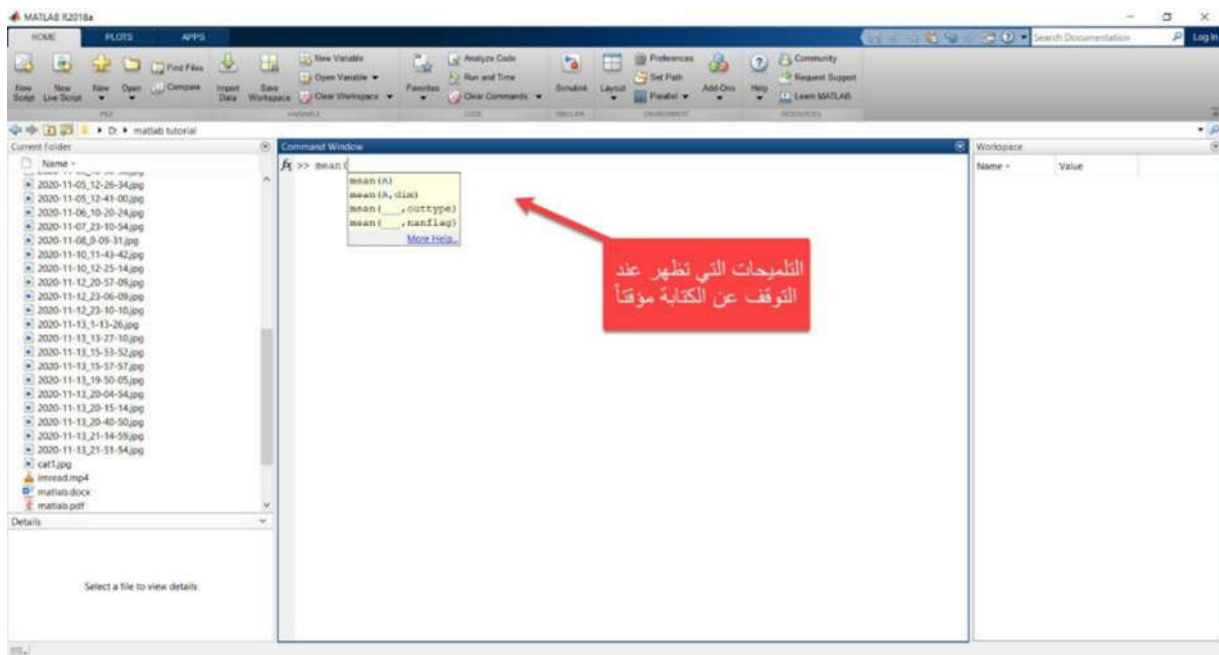 MATLAB R2018a
HOME PLOTS APPS
Search Documentation
Log In
New Script
New Live Script
New
Open
Find Files
Compare
Import Data
Save Workspace
New Variable
Open Variable
Clear Workspace
Favorites
Analyze Code
Run and Time
Clear Commands
Simulink
Layout
Preferences
Set Path
Parallel
Add-Ons
Help
Community
Request Support
Learn MATLAB
FILE VARIABLE CODE SIMULINK ENVIRONMENT RESOURCES
D: matlab tutorial
Current Folder
Name
2020-11-05_12-26-34.jpg
2020-11-05_12-41-00.jpg
2020-11-06_10-20-24.jpg
2020-11-07_23-10-54.jpg
2020-11-08_0-09-31.jpg
2020-11-10_11-43-42.jpg
2020-11-10_12-25-14.jpg
2020-11-12_20-57-09.jpg
2020-11-12_23-06-09.jpg
2020-11-12_23-10-10.jpg
2020-11-13_1-13-26.jpg
2020-11-13_13-27-10.jpg
2020-11-13_15-53-52.jpg
2020-11-13_15-57-57.jpg
2020-11-13_19-50-05.jpg
2020-11-13_20-04-54.jpg
2020-11-13_20-15-14.jpg
2020-11-13_20-40-50.jpg
2020-11-13_21-14-59.jpg
2020-11-13_21-51-54.jpg
cat1.jpg
imread.mp4
matlab.docx
matlab.pdf
Details
Select a file to view details
Command Window
fx >> mean(
mean(A)
mean(A,dim)
mean(___,outtype)
mean(___,nanflag)
More Help...
التلميحات التي تظهر عند
التوقف عن الكتابة مؤقتاً
Workspace
Name Value